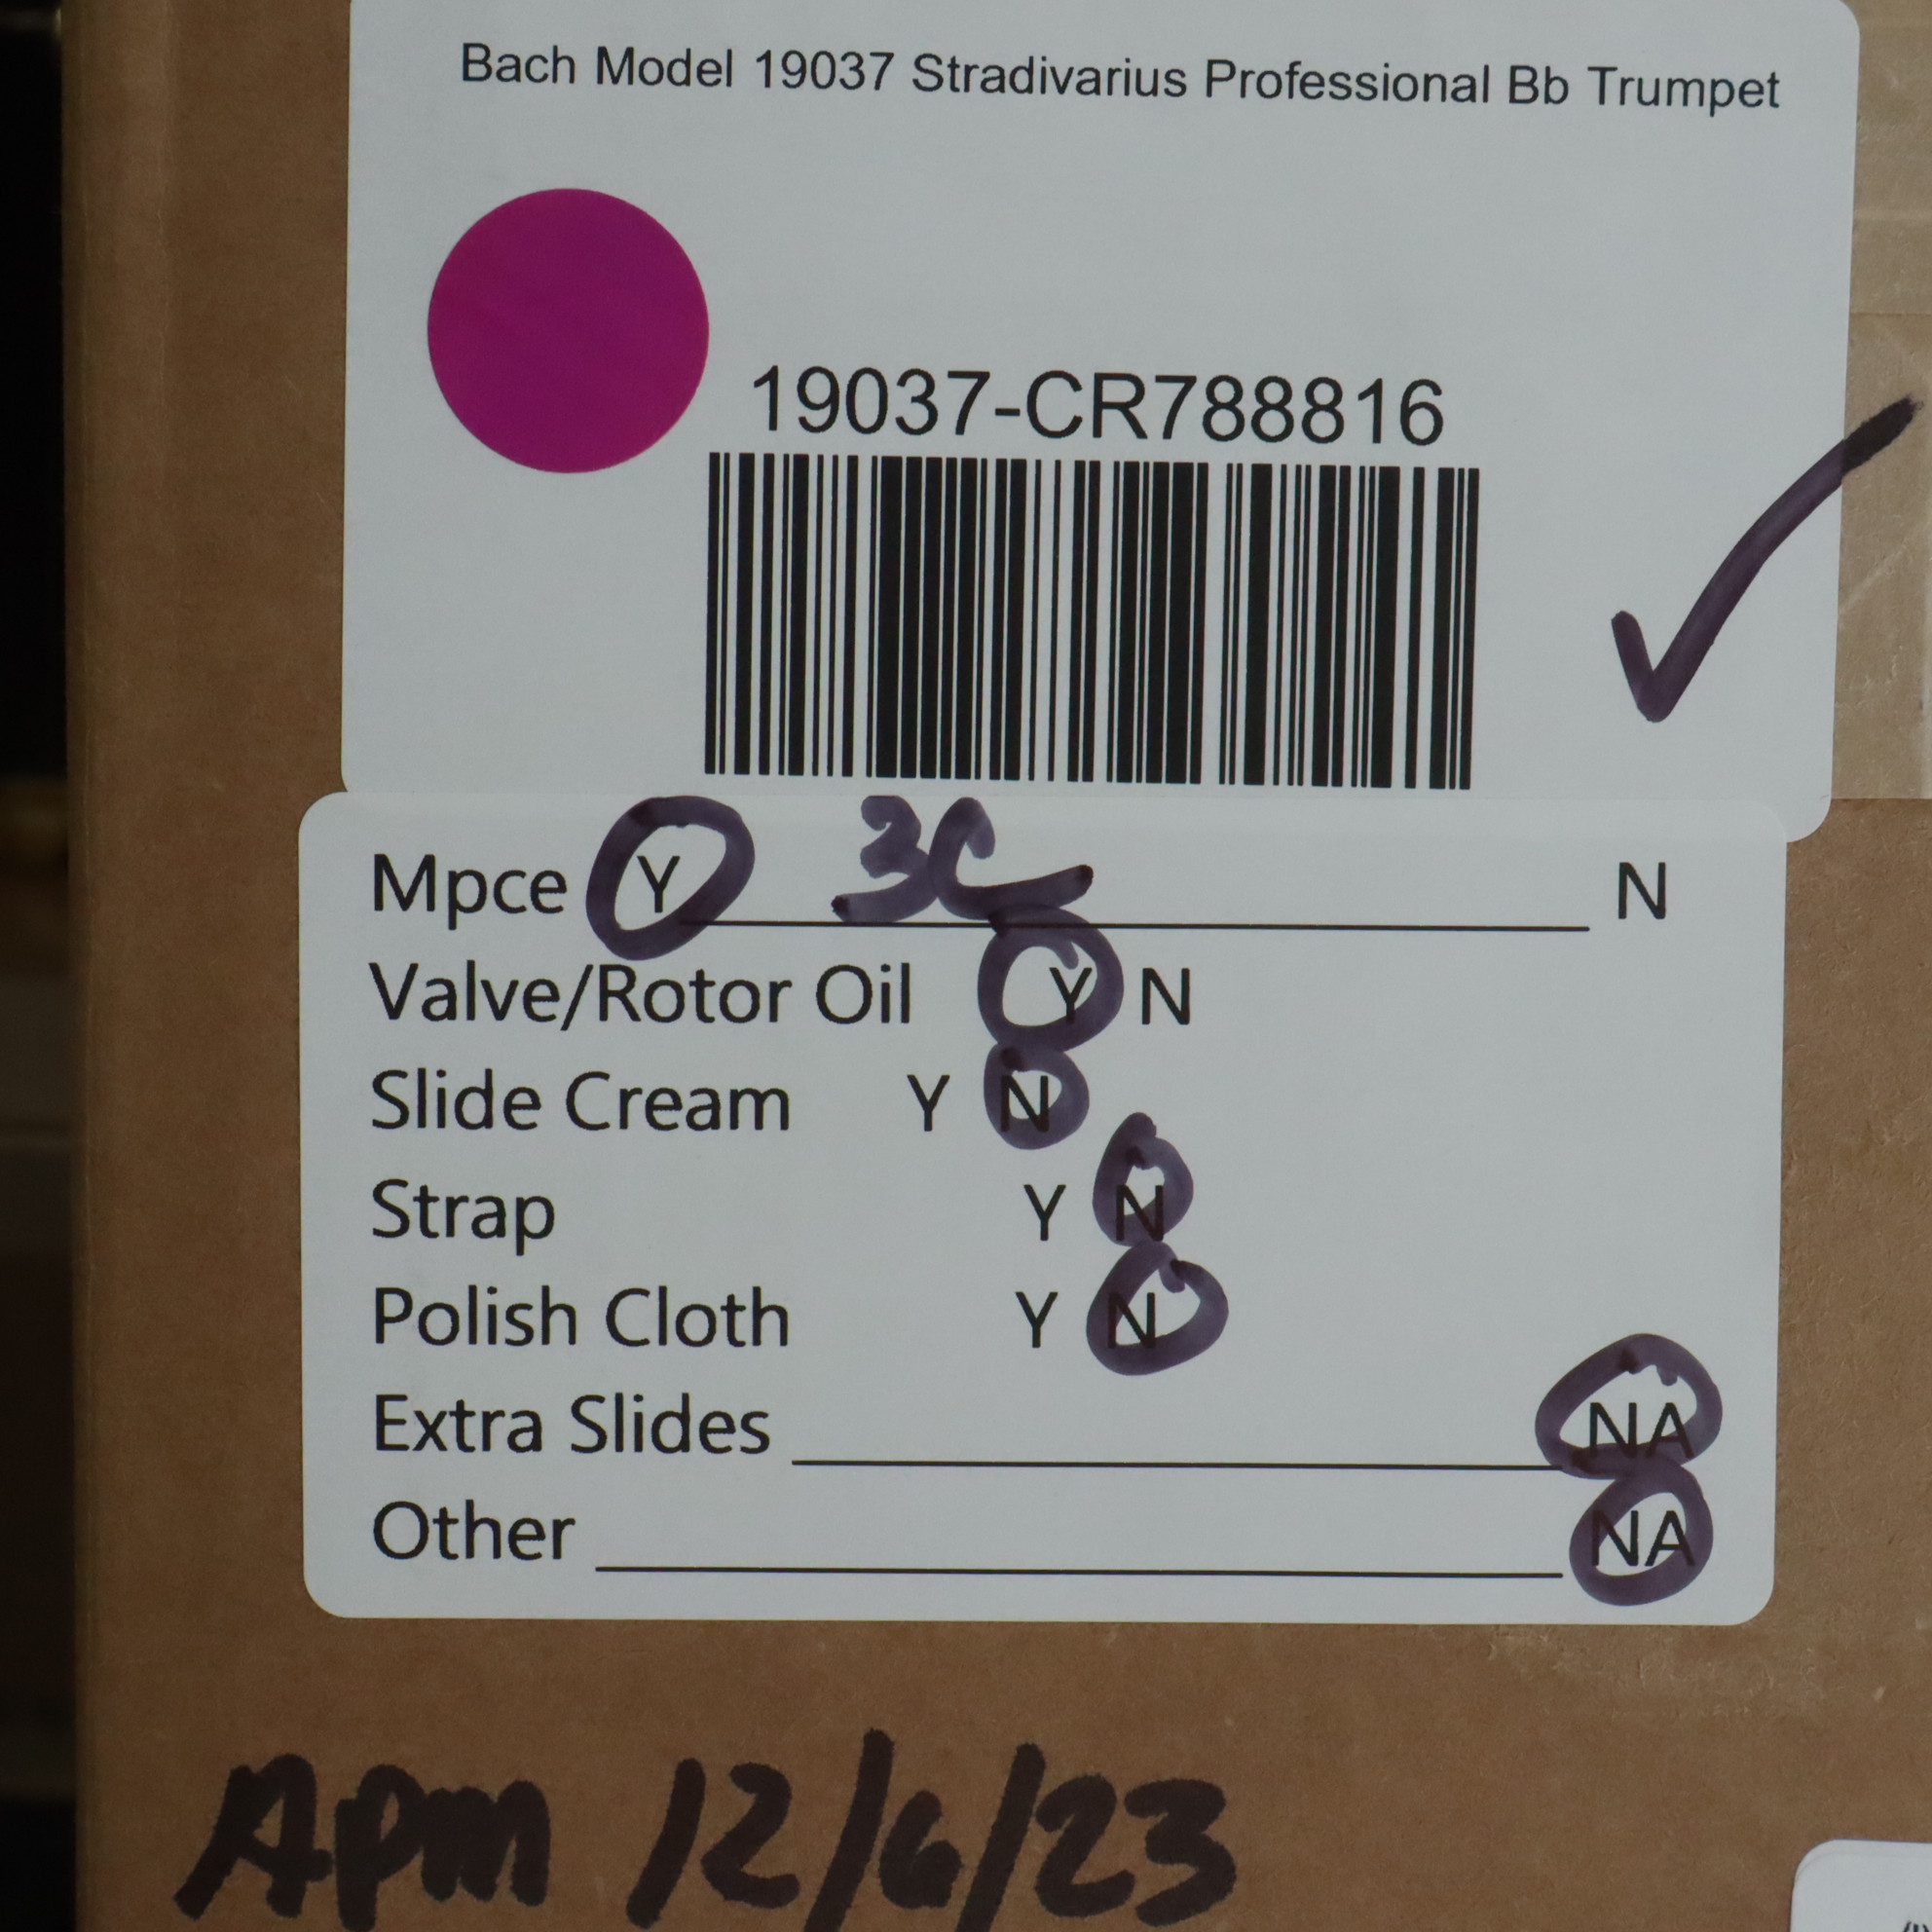 Bach Model 19037 Stradivarius Professional Bb Trumpet
19037-CR788816
Mpce Y 3C N
Valve/Rotor Oil Y N
Slide Cream Y N
Strap Y N
Polish Cloth Y N
Extra Slides NA
Other NA
Apm 12/6/23